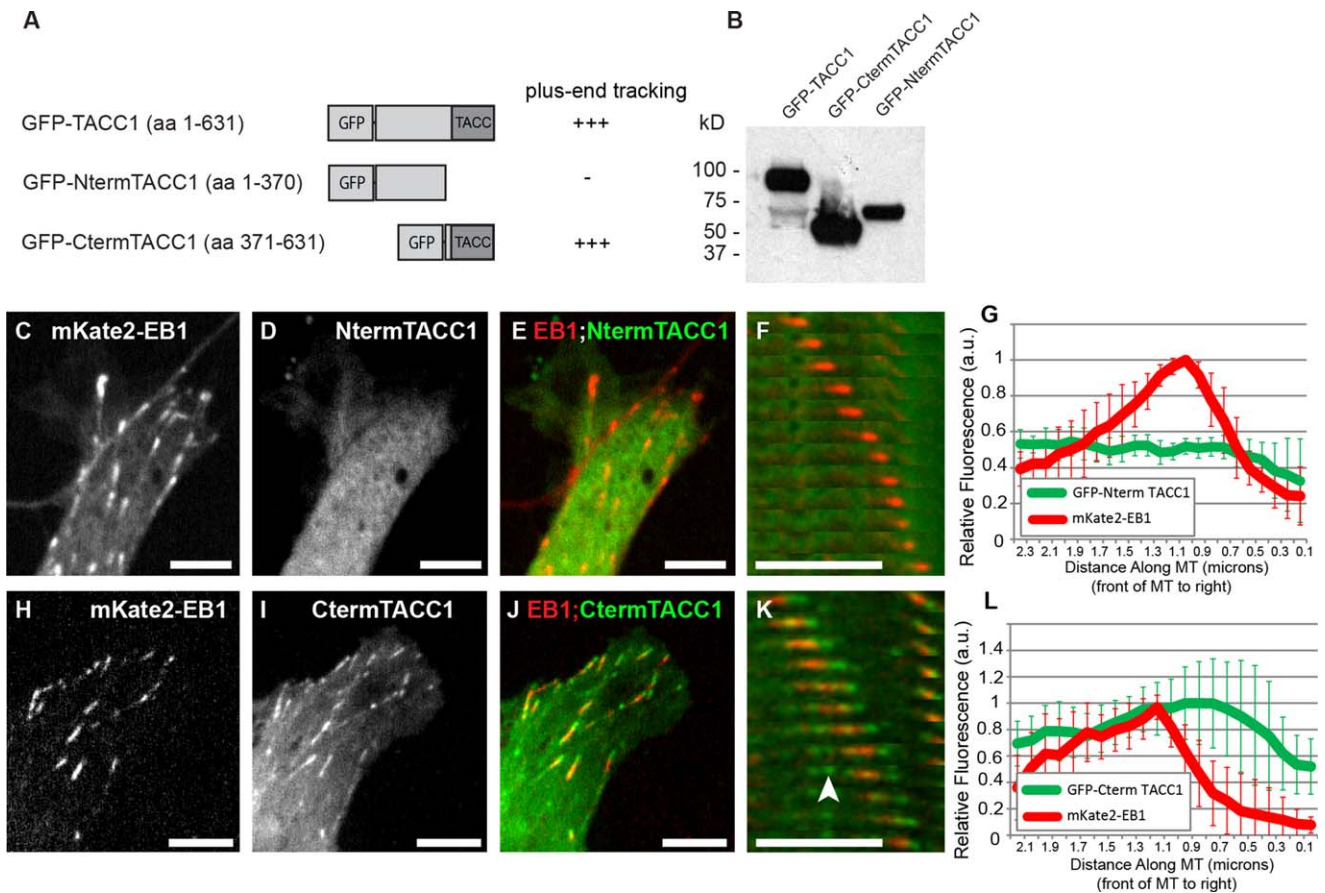 A
plus-end tracking
GFP-TACC1 (aa 1-631)
GFP
TACC
+++
GFP-NtermTACC1 (aa 1-370)
GFP
-
GFP-CtermTACC1 (aa 371-631)
GFP
TACC
+++
B
GFP-TACC1
GFP-CtermTACC1
GFP-NtermTACC1
kD
100 -
75 -
50 -
37 -
C mKate2-EB1
D NtermTACC1
E EB1;NtermTACC1
F
G
Relative Fluorescence (a.u.)
1
0.8
0.6
0.4
0.2
GFP-Nterm TACC1
mKate2-EB1
2.3 2.1 1.9 1.7 1.5 1.3 1.1 0.9 0.7 0.5 0.3 0.1
Distance Along MT (microns)
(front of MT to right)
H mKate2-EB1
I CtermTACC1
J EB1;CtermTACC1
K
L
Relative Fluorescence (a.u.)
1.4
1.2
1
0.8
0.6
0.4
0.2
0
GFP-Cterm TACC1
mKate2-EB1
2.1 1.9 1.7 1.5 1.3 1.1 0.9 0.7 0.5 0.3 0.1
Distance Along MT (microns)
(front of MT to right)